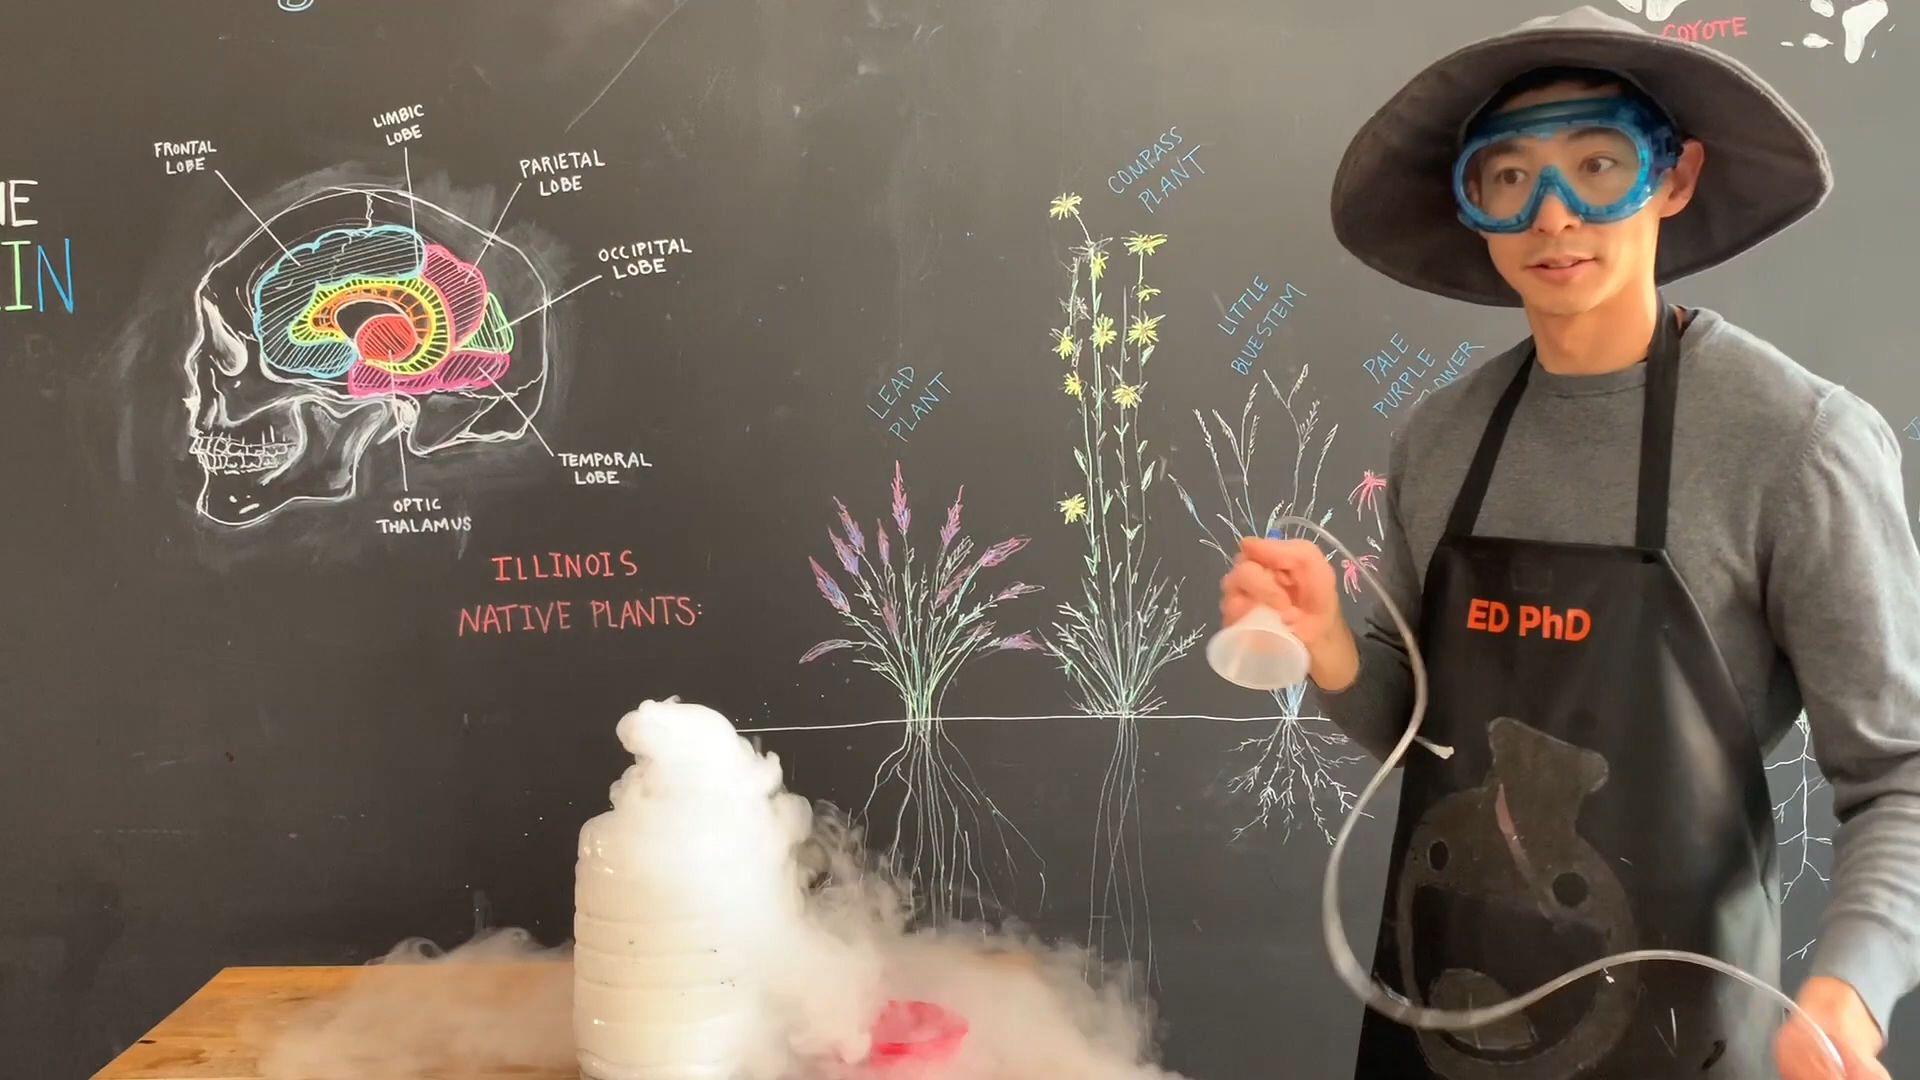 COYOTE
LIMBIC
LOBE
FRONTAL
LOBE
PARIETAL
LOBE
OCCIPITAL
LOBE
TEMPORAL
LOBE
OPTIC
THALAMUS
ILLINOIS
NATIVE PLANTS:
LEAD
PLANT
COMPASS
PLANT
LITTLE
BLUESTEM
PALE
PURPLE
ED PhD